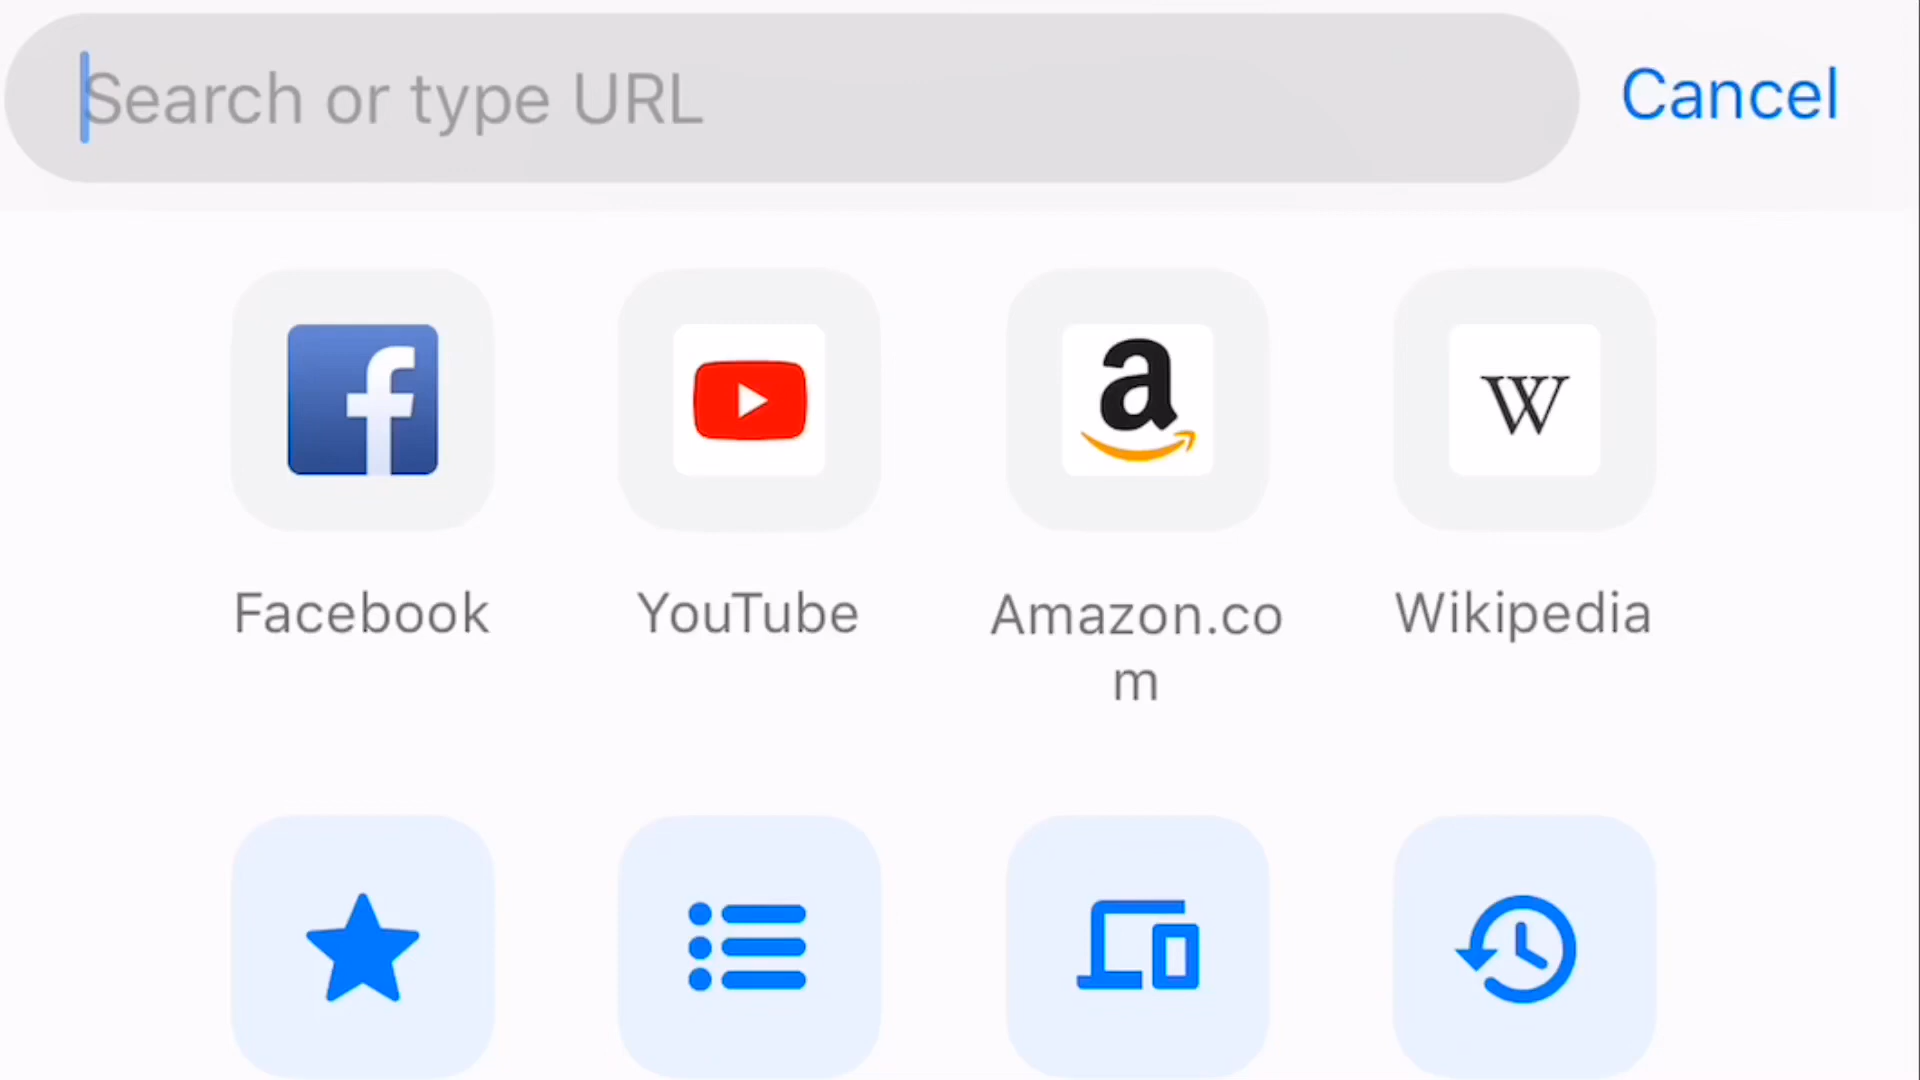 Search or type URL
Cancel
Facebook
YouTube
Amazon.co
m
Wikipedia